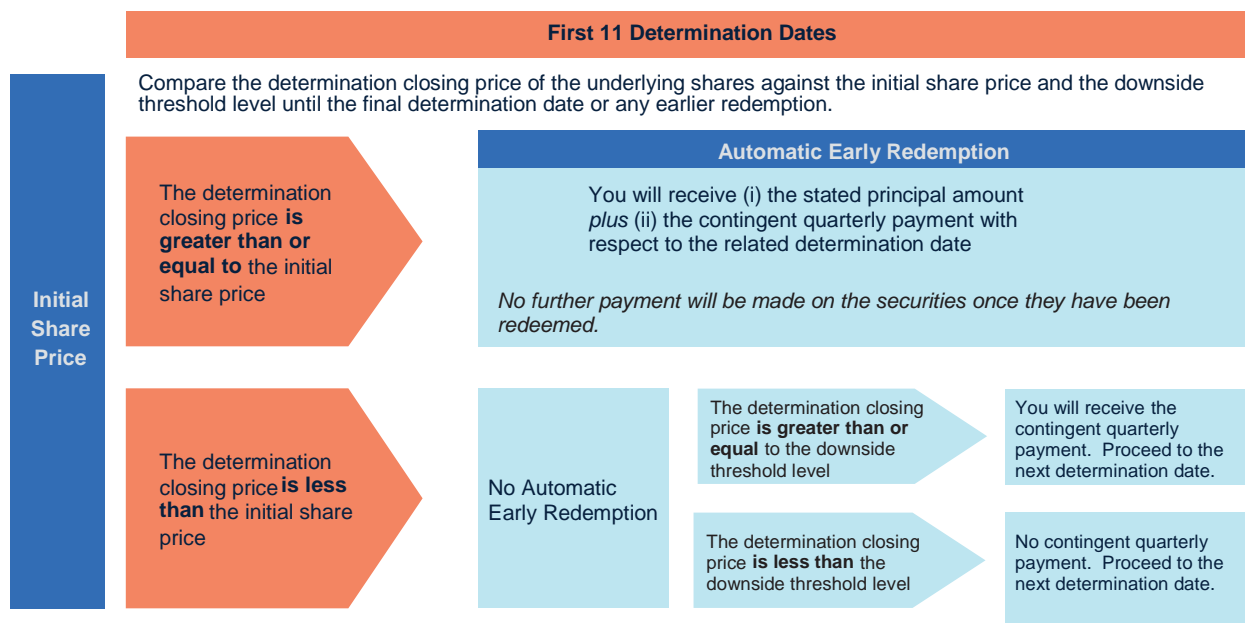 First 11 Determination Dates
Compare the determination closing price of the underlying shares against the initial share price and the downside
threshold level until the final determination date or any earlier redemption.
Initial
Share
Price
The determination
closing price is
greater than or
equal to the initial
share price
Automatic Early Redemption
You will receive (i) the stated principal amount
plus (ii) the contingent quarterly payment with
respect to the related determination date
No further payment will be made on the securities once they have been
redeemed.
The determination
closing price is less
than the initial share
price
No Automatic
Early Redemption
The determination closing
price is greater than or
equal to the downside
threshold level
You will receive the
contingent quarterly
payment. Proceed to the
next determination date.
The determination closing
price is less than the
downside threshold level
No contingent quarterly
payment. Proceed to the
next determination date.